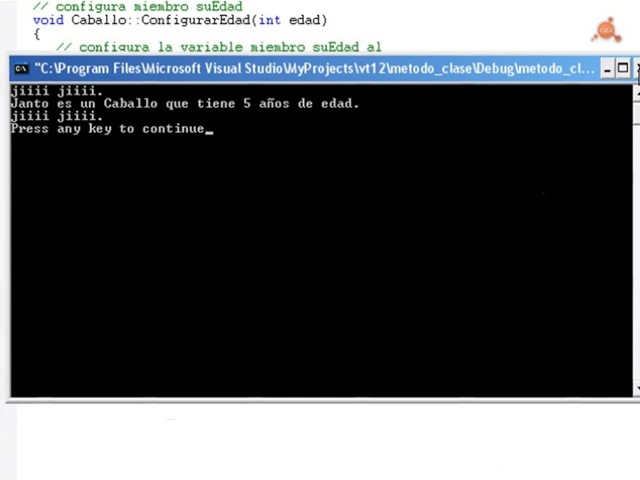 // configura miembro suEdad
void Caballo::ConfigurarEdad(int edad)
{
// configura la variable miembro suEdad al
"C:\Program Files\Microsoft Visual Studio\MyProjects\vt12\metodo_clase\Debug\metodo_cl...
jiiii jiiii.
Janto es un Caballo que tiene 5 años de edad.
jiiii jiiii.
Press any key to continue_